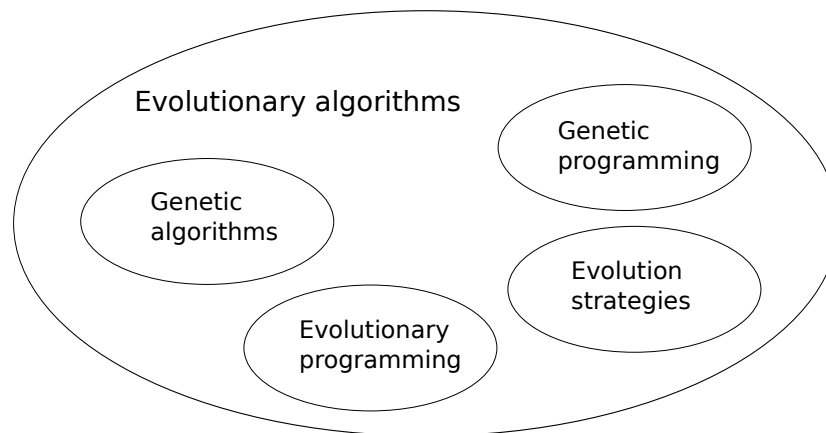 Evolutionary algorithms
Genetic
programming
Genetic
algorithms
Evolution
strategies
Evolutionary
programming